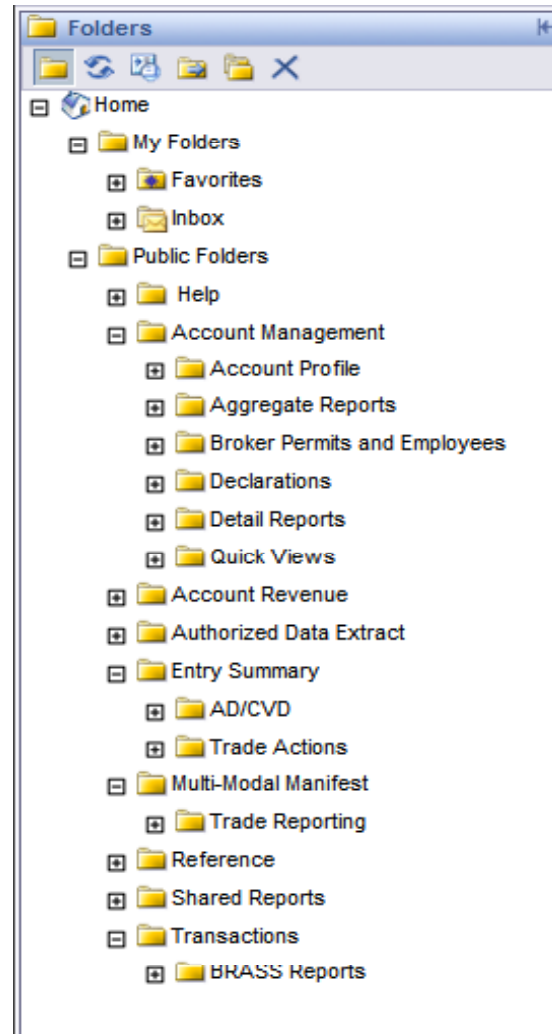 Folders
Home
My Folders
Favorites
Inbox
Public Folders
Help
Account Management
Account Profile
Aggregate Reports
Broker Permits and Employees
Declarations
Detail Reports
Quick Views
Account Revenue
Authorized Data Extract
Entry Summary
AD/CVD
Trade Actions
Multi-Modal Manifest
Trade Reporting
Reference
Shared Reports
Transactions
BRASS Reports